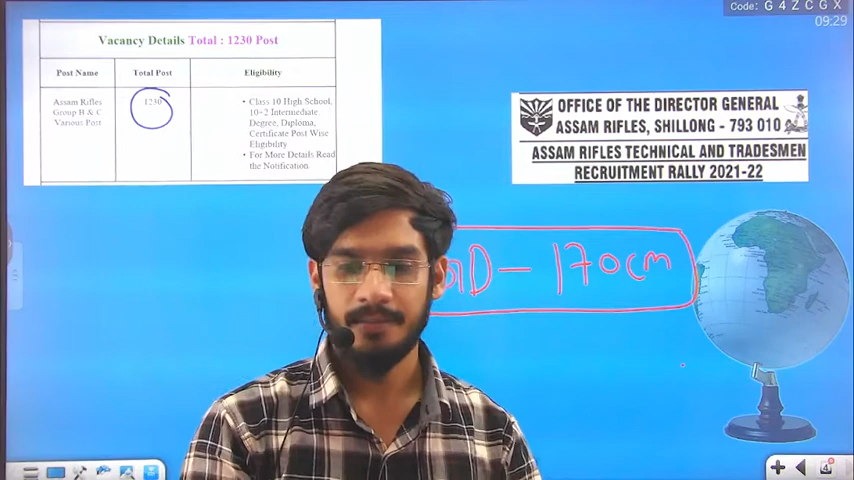 Code: G 4 Z C G X
09:29
Vacancy Details Total : 1230 Post
Post Name Total Post Eligibility
Assam Rifles
Group B & C
Various Post
1230
• Class 10 High School,
10+2 Intermediate
Degree, Diploma,
Certificate Post Wise
Eligibility
• For More Details Read
the Notification
OFFICE OF THE DIRECTOR GENERAL
ASSAM RIFLES, SHILLONG - 793 010
ASSAM RIFLES TECHNICAL AND TRADESMEN
RECRUITMENT RALLY 2021-22
D — 170cm
4